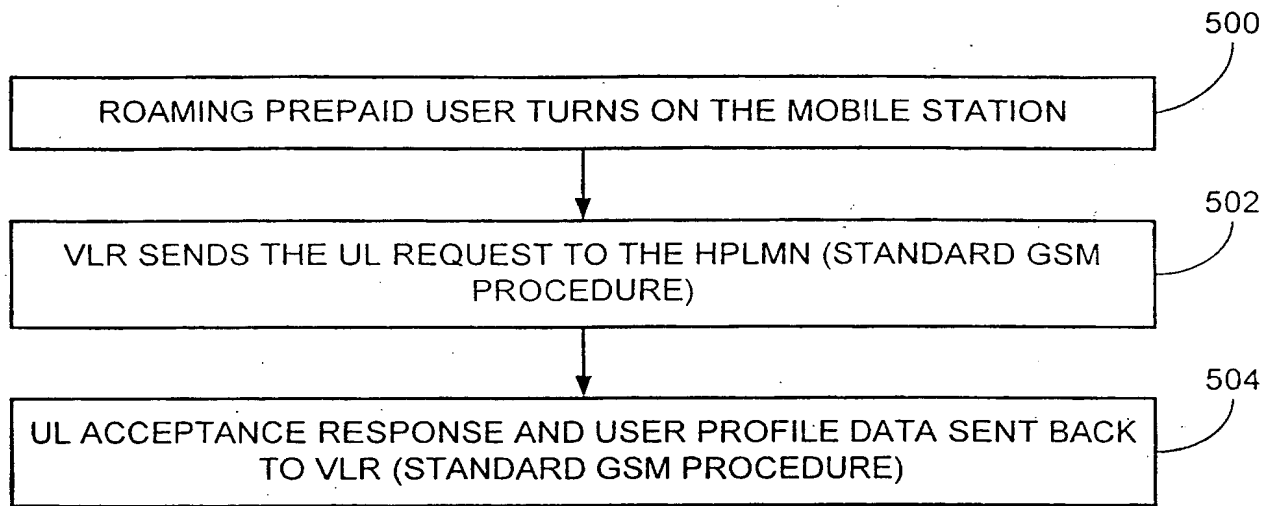 500
ROAMING PREPAID USER TURNS ON THE MOBILE STATION
502
VLR SENDS THE UL REQUEST TO THE HPLMN (STANDARD GSM
PROCEDURE)
504
UL ACCEPTANCE RESPONSE AND USER PROFILE DATA SENT BACK
TO VLR (STANDARD GSM PROCEDURE)